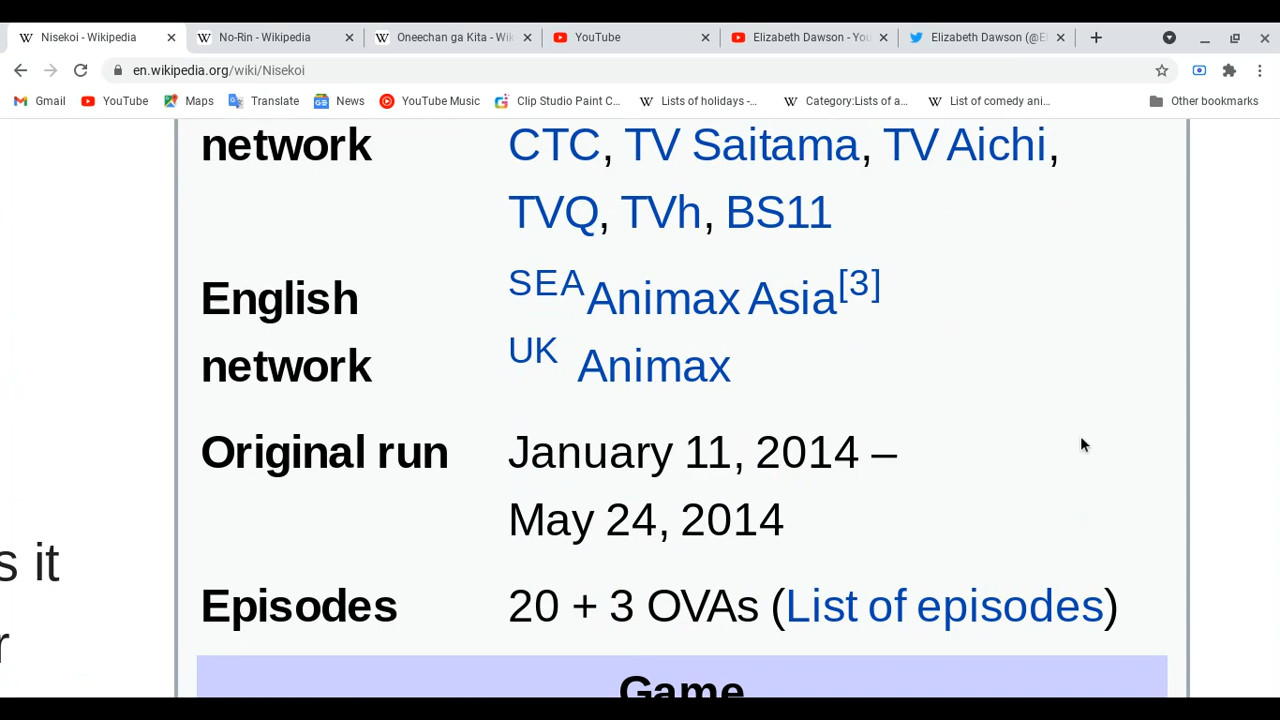 Nisekoi - Wikipedia
No-Rin - Wikipedia
Oneechan ga Kita - Wik
YouTube
Elizabeth Dawson - You
Elizabeth Dawson (@El
en.wikipedia.org/wiki/Nisekoi
Gmail
YouTube
Maps
Translate
News
YouTube Music
Clip Studio Paint C...
Lists of holidays -...
Category:Lists of a...
List of comedy ani...
Other bookmarks
network CTC, TV Saitama, TV Aichi,
TVQ, TVh, BS11
English SEA Animax Asia[3]
network UK Animax
Original run January 11, 2014 –
May 24, 2014
s it
Episodes 20 + 3 OVAs (List of episodes)
r
Game